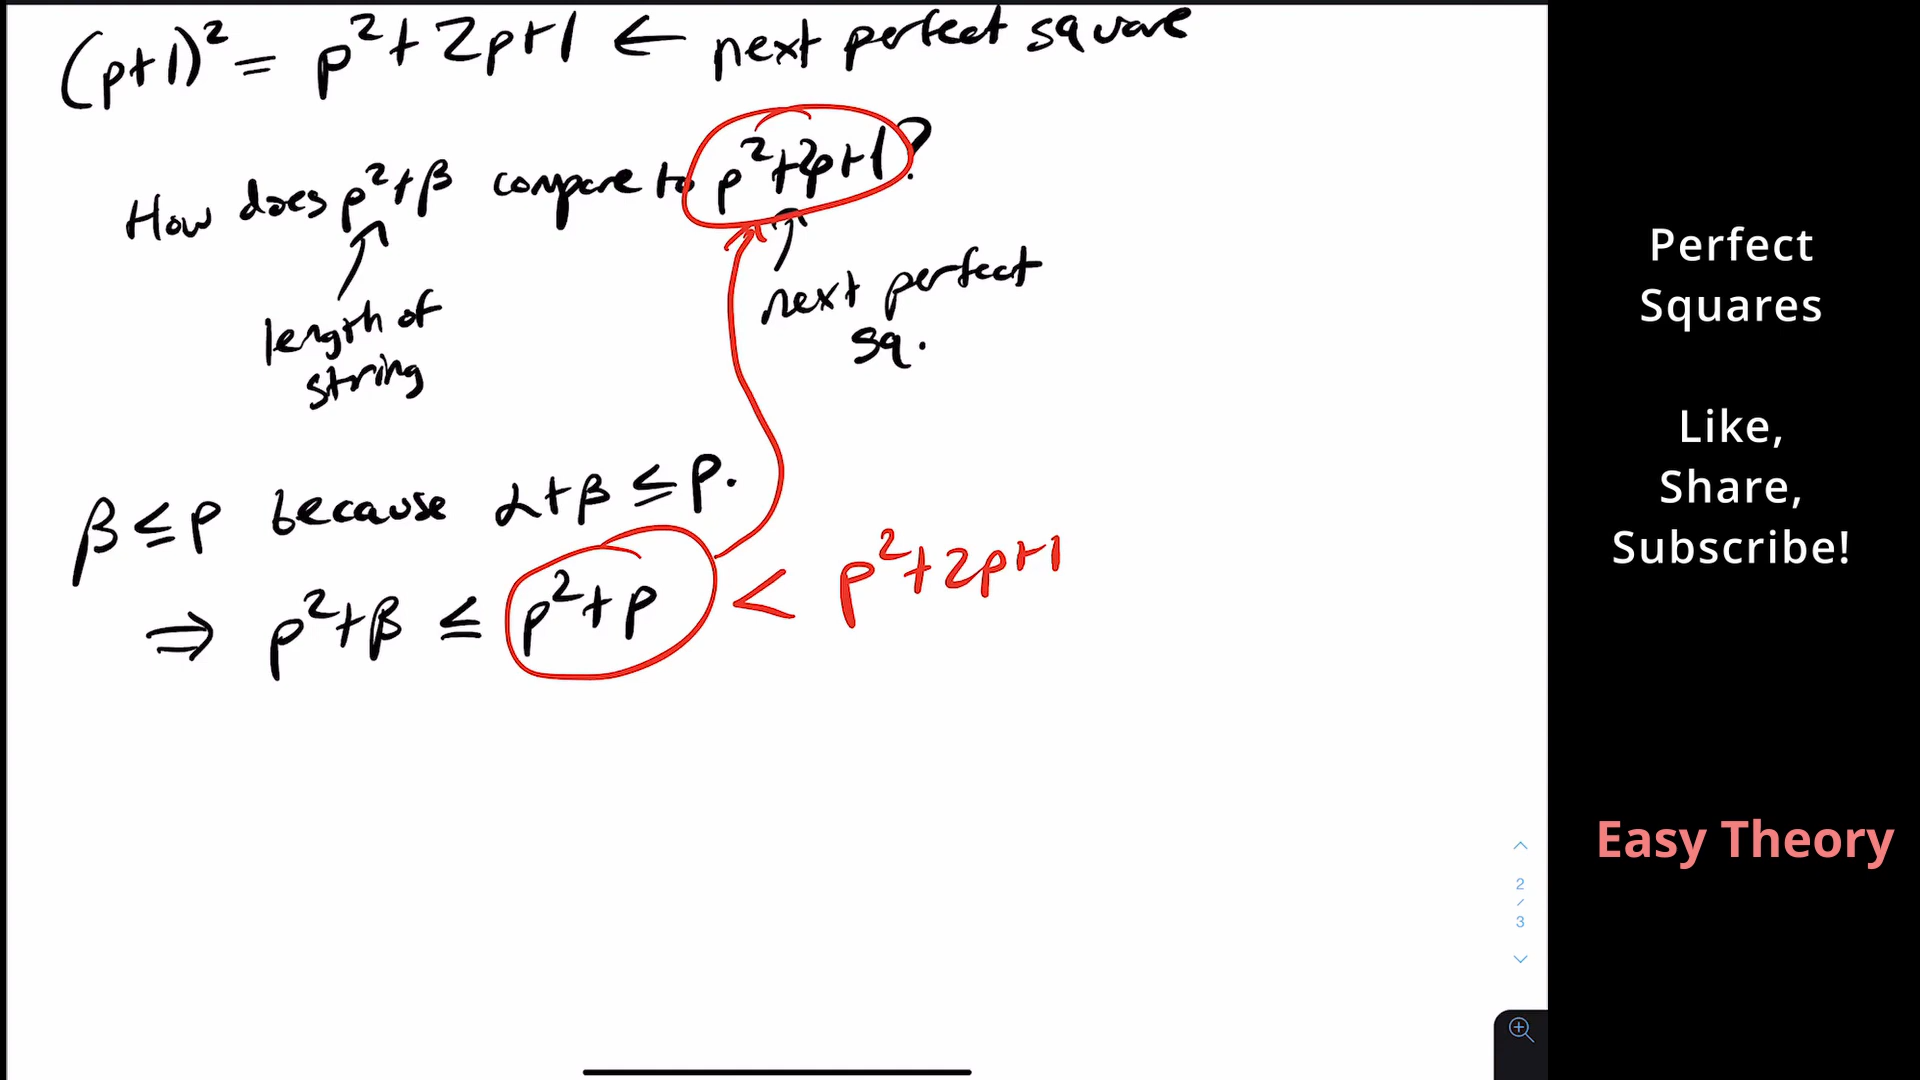 (p+1)² = p²+2p+1 ← next perfect square
How does p²+β compare to p²+2p+1?
length of
string
next perfect
sq.
β ≤ p because α+β ≤ p.
⇒ p²+β ≤ p²+p < p²+2p+1
Perfect
Squares
Like,
Share,
Subscribe!
Easy Theory
2
/
3